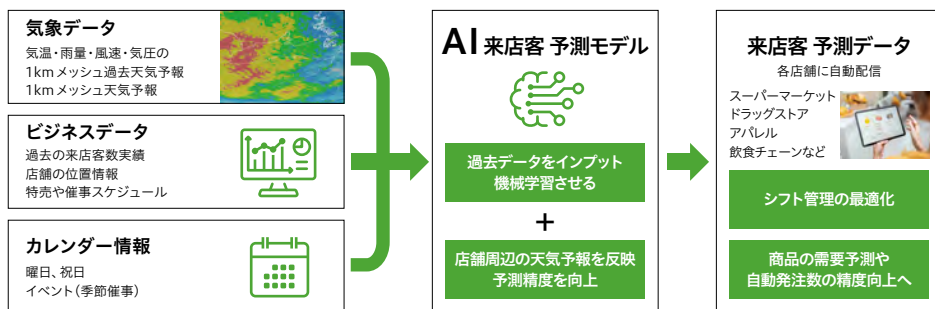 気象データ
気温・雨量・風速・気圧の
1kmメッシュ過去天気予報
1kmメッシュ天気予報
ビジネスデータ
過去の来店客数実績
店舗の位置情報
特売や催事スケジュール
カレンダー情報
曜日、祝日
イベント(季節催事)
AI 来店客 予測モデル
過去データをインプット
機械学習させる
+
店舗周辺の天気予報を反映
予測精度を向上
来店客 予測データ
各店舗に自動配信
スーパーマーケット
ドラッグストア
アパレル
飲食チェーンなど
シフト管理の最適化
商品の需要予測や
自動発注数の精度向上へ